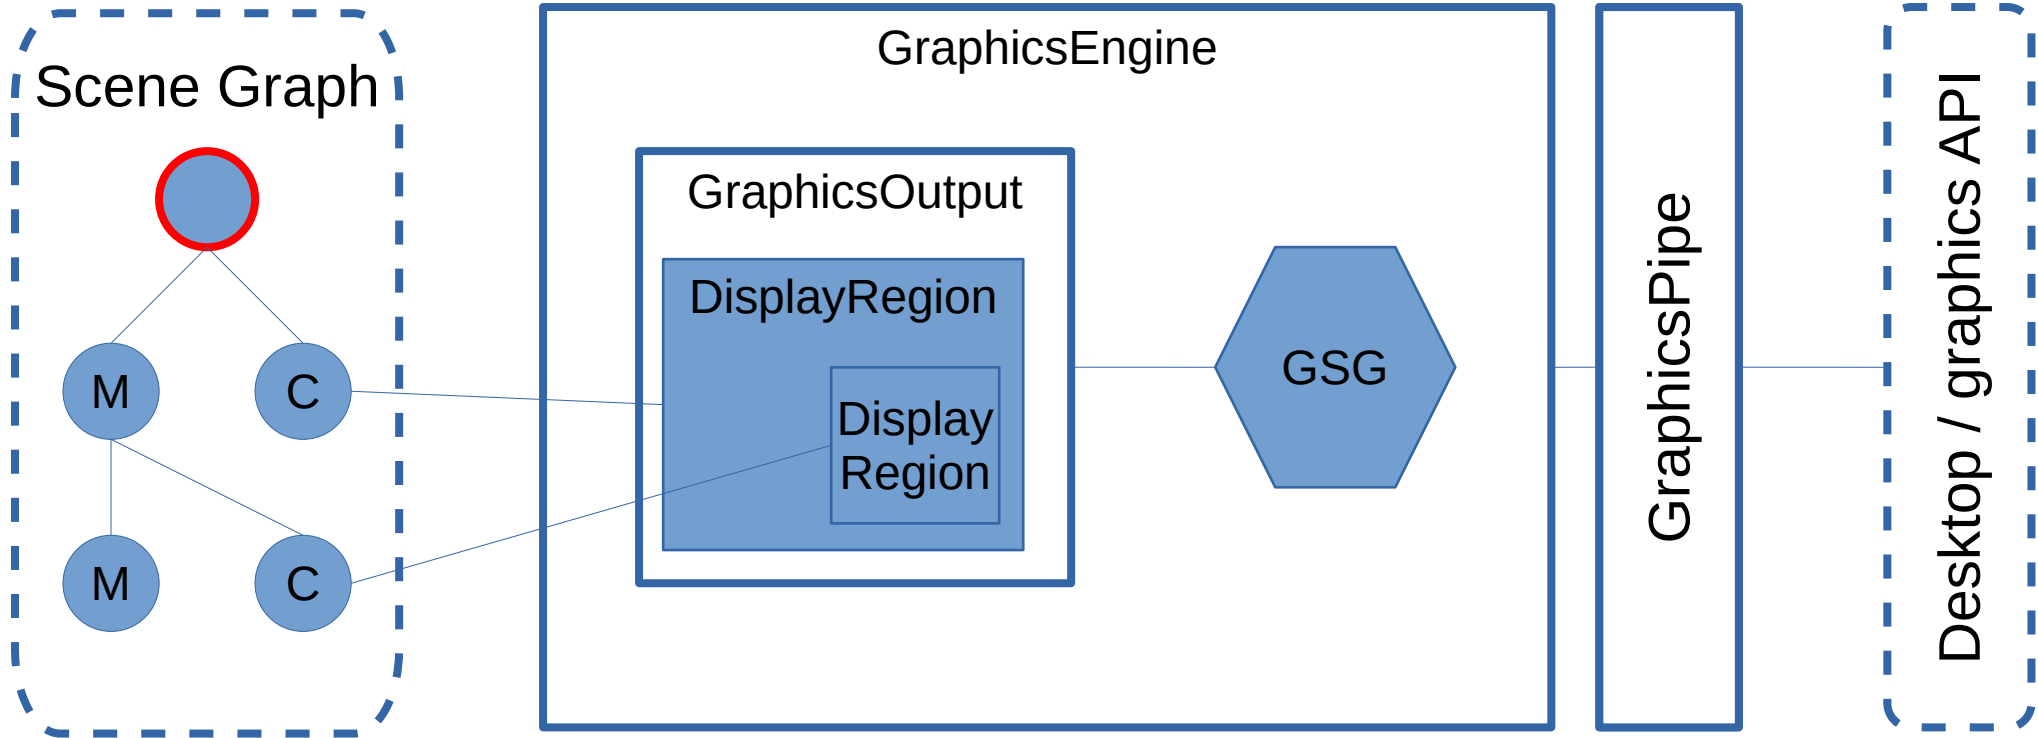 Scene Graph
M
C
M
C
GraphicsEngine
GraphicsOutput
DisplayRegion
Display
Region
GSG
GraphicsPipe
Desktop / graphics API